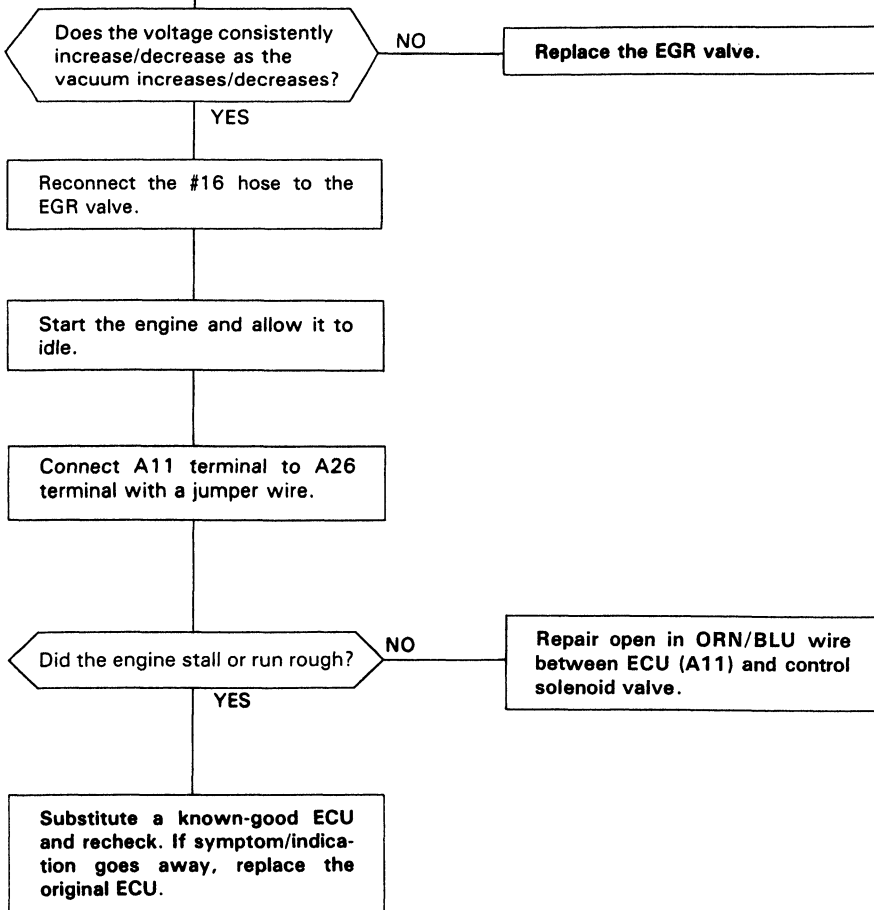 Does the voltage consistently
increase/decrease as the
vacuum increases/decreases?
NO
Replace the EGR valve.
YES
Reconnect the #16 hose to the
EGR valve.
Start the engine and allow it to
idle.
Connect A11 terminal to A26
terminal with a jumper wire.
Did the engine stall or run rough?
NO
Repair open in ORN/BLU wire
between ECU (A11) and control
solenoid valve.
YES
Substitute a known-good ECU
and recheck. If symptom/indica-
tion goes away, replace the
original ECU.